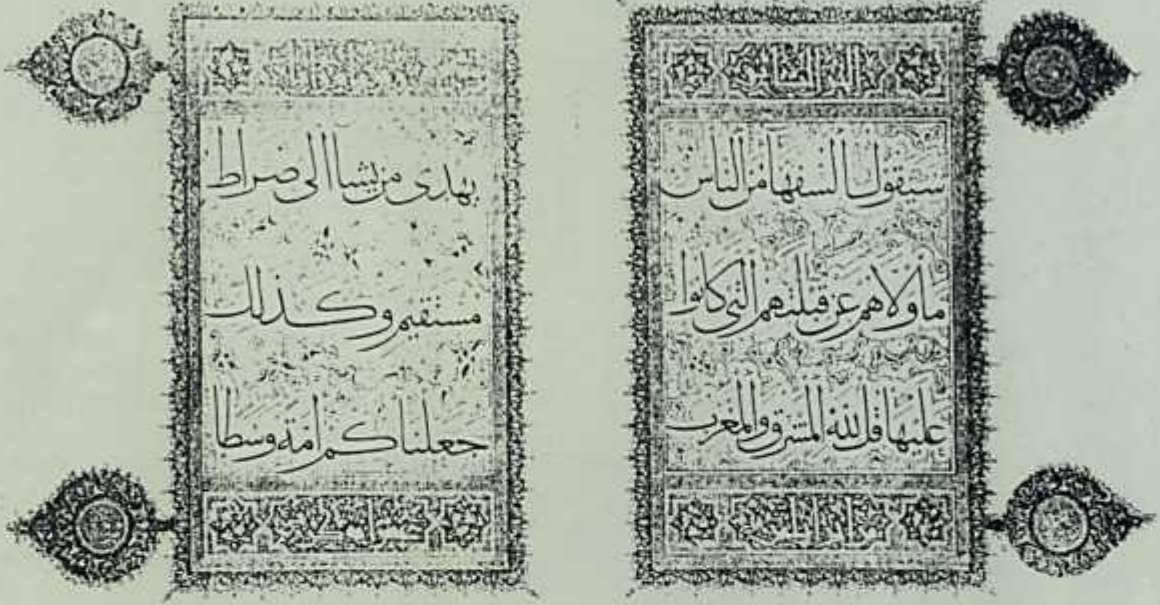 سيقول السفها من الناس
ما ولاهم عن قبلتهم التي كانوا
عليها قل لله المشرق والمغرب
يهدى من يشا الى صراط
مستقيم وكذلك
جعلناكم امة وسطا